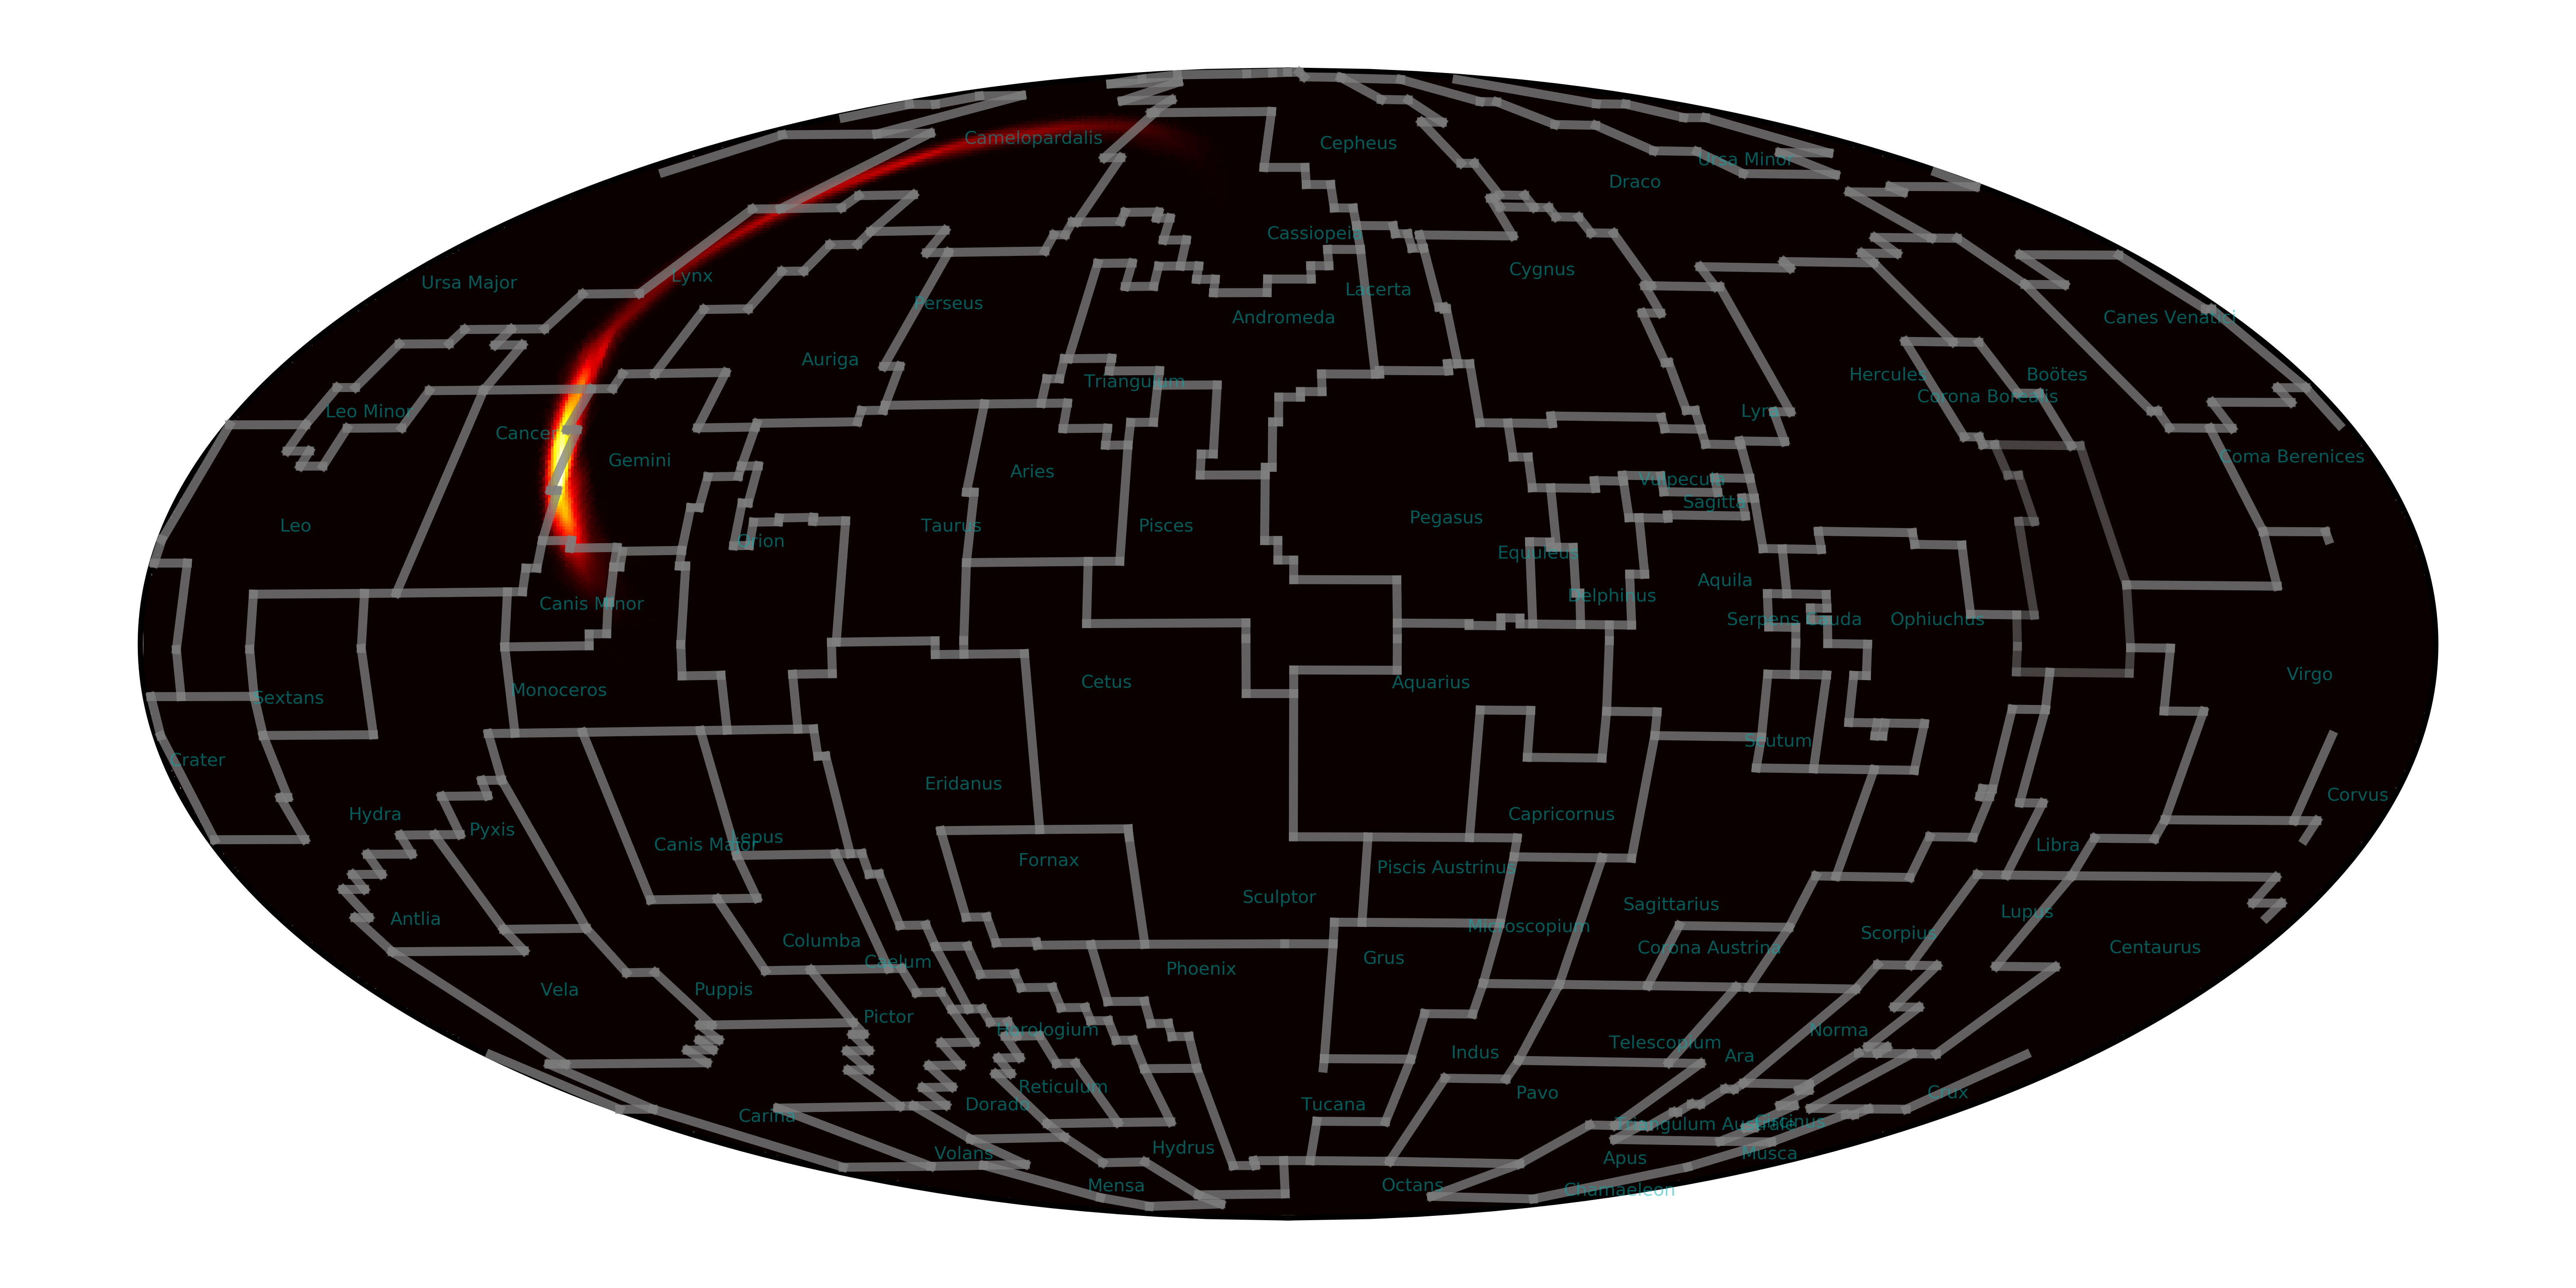 Camelopardalis
Cepheus
Ursa Minor
Draco
Cassiopeia
Cygnus
Lynx
Ursa Major
Lacerta
Perseus
Andromeda
Canes Venatici
Auriga
Triangulum
Hercules
Boötes
Corona Borealis
Leo Minor
Lyra
Cancer
Gemini
Coma Berenices
Aries
Vulpecula
Sagitta
Pegasus
Leo
Taurus
Pisces
Orion
Equuleus
Aquila
Delphinus
Canis Minor
Serpens Cauda
Ophiuchus
Virgo
Cetus
Aquarius
Monoceros
Sextans
Scutum
Crater
Eridanus
Corvus
Hydra
Capricornus
Pyxis
Lepus
Canis Major
Libra
Fornax
Piscis Austrinus
Sculptor
Sagittarius
Lupus
Antlia
Microscopium
Scorpius
Columba
Corona Austrina
Centaurus
Grus
Caelum
Phoenix
Vela
Puppis
Pictor
Horologium
Norma
Telescopium
Indus
Ara
Reticulum
Pavo
Crux
Dorado
Tucana
Carina
Triangulum Australe
Circinus
Hydrus
Volans
Musca
Apus
Mensa
Octans
Chamaeleon